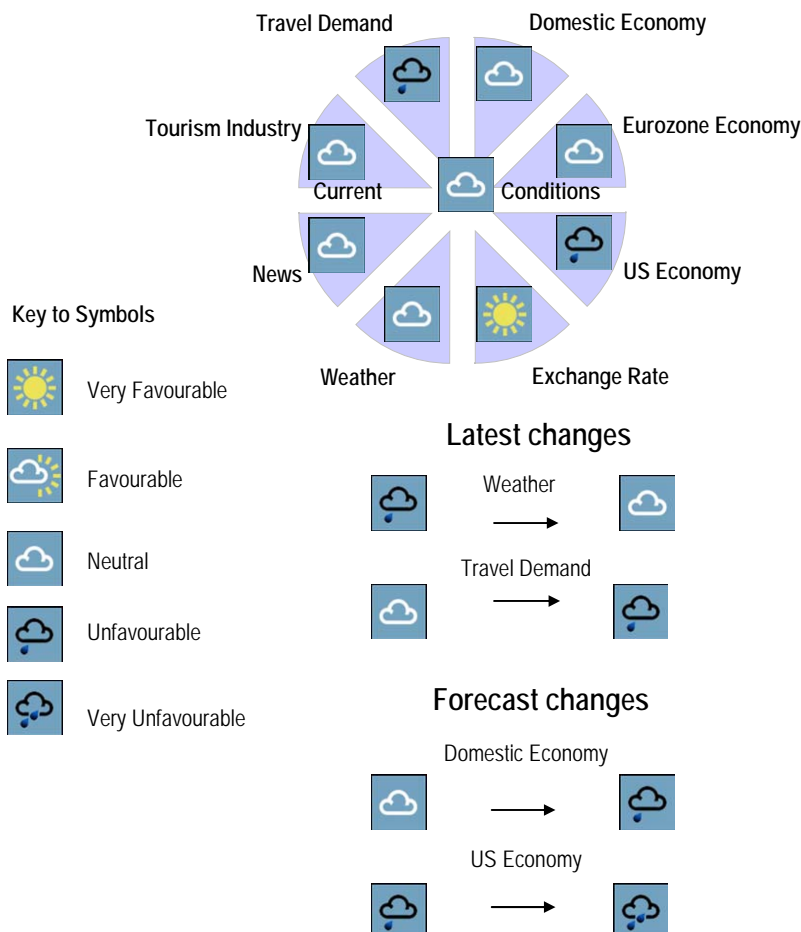 Travel Demand
Domestic Economy
Tourism Industry
Eurozone Economy
Current
Conditions
News
US Economy
Weather
Exchange Rate
Key to Symbols
Very Favourable
Favourable
Neutral
Unfavourable
Very Unfavourable
Latest changes
Weather
Travel Demand
Forecast changes
Domestic Economy
US Economy